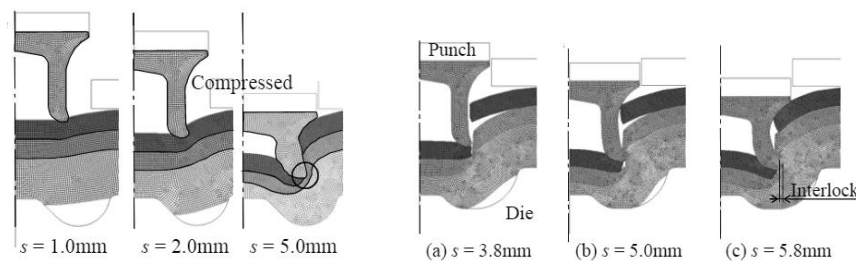 Compressed
s = 1.0mm
s = 2.0mm
s = 5.0mm
Punch
Die
Interlock
(a) s = 3.8mm
(b) s = 5.0mm
(c) s = 5.8mm